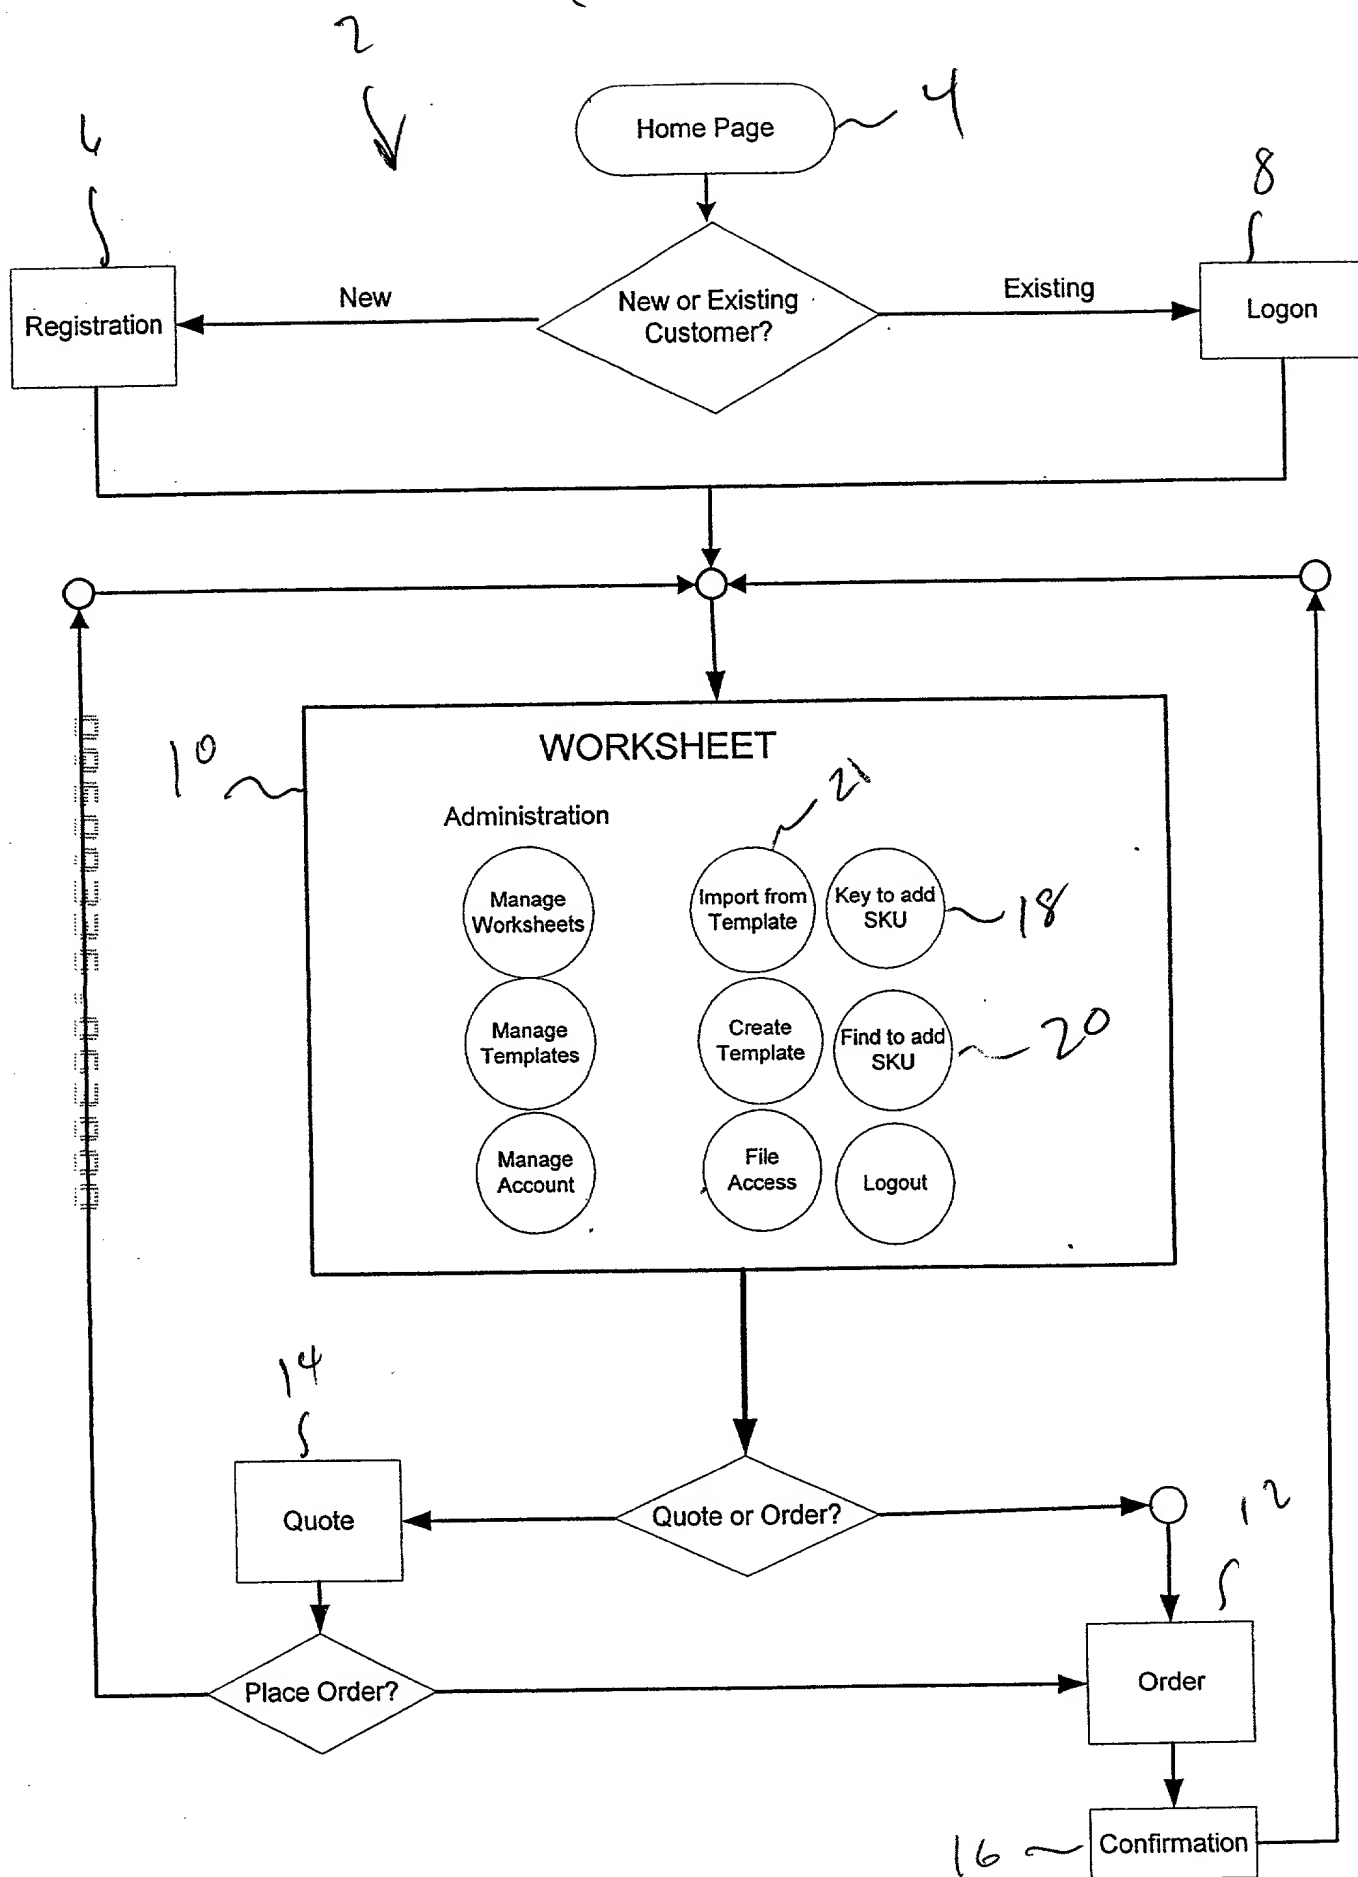 2
Home Page
4
6
8
Registration
New
New or Existing
Customer?
Existing
Logon
10
WORKSHEET
21
Administration
Manage
Worksheets
Import from
Template
Key to add
SKU
18
Manage
Templates
Create
Template
Find to add
SKU
20
Manage
Account
File
Access
Logout
14
Quote
Quote or Order?
12
Place Order?
Order
16
Confirmation